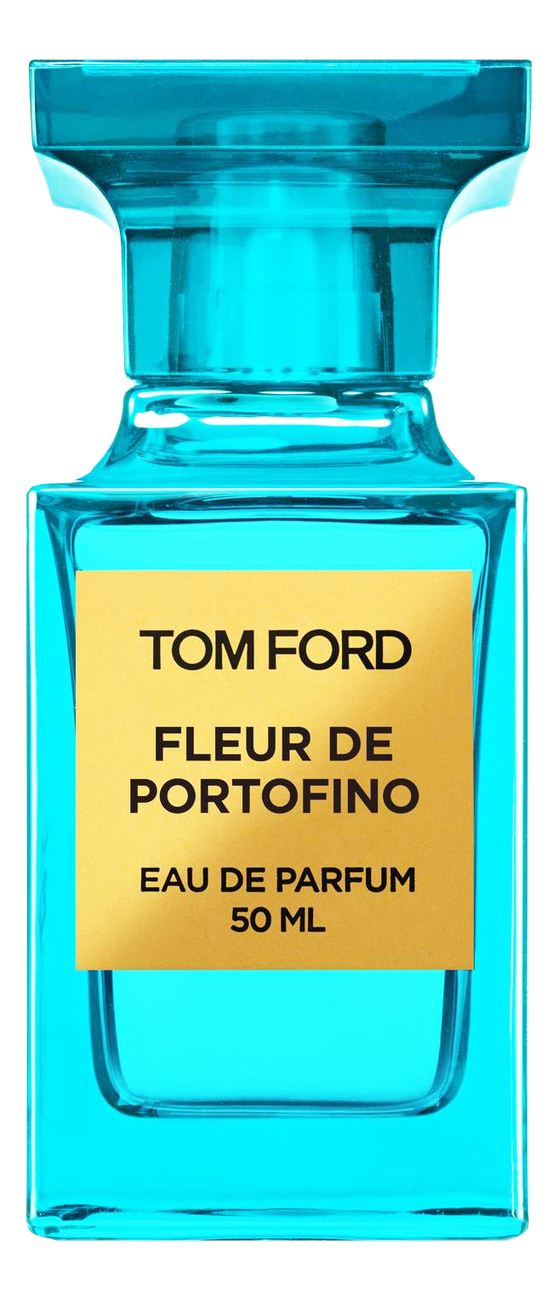 TOM FORD
FLEUR DE
PORTOFINO
EAU DE PARFUM
50 ML